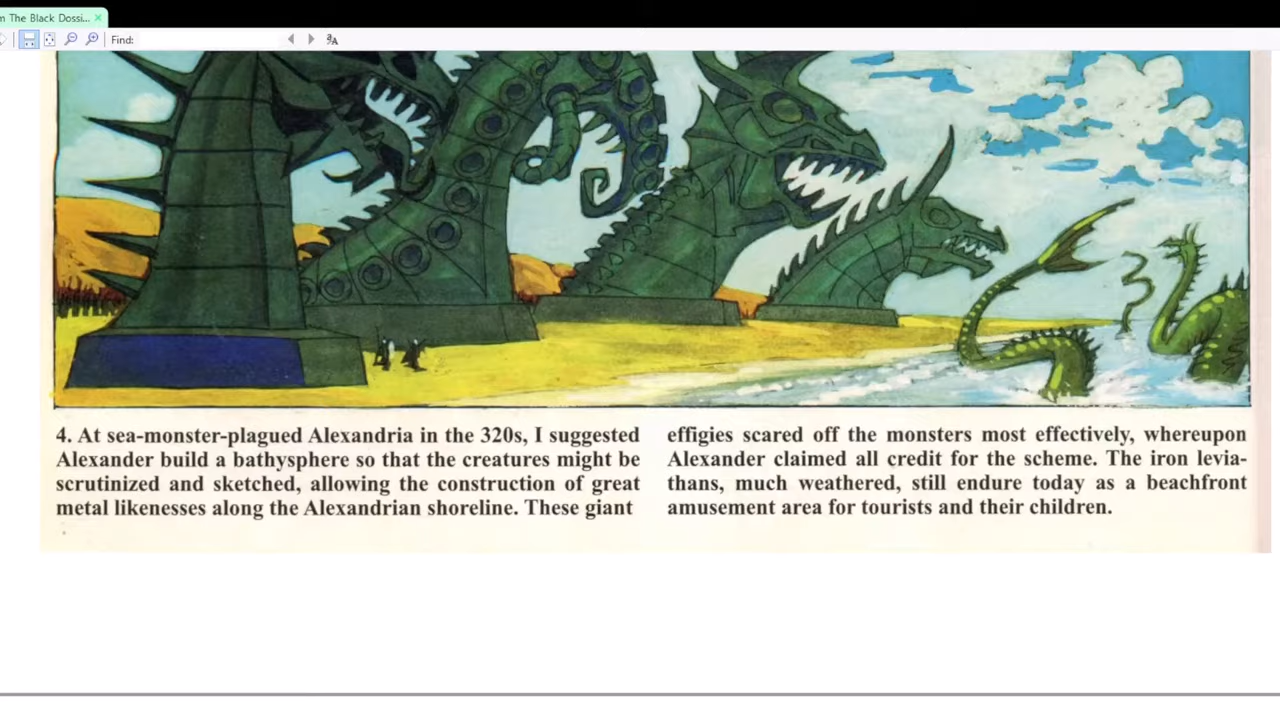 m The Black Dossi...
Find:
4. At sea-monster-plagued Alexandria in the 320s, I suggested
Alexander build a bathysphere so that the creatures might be
scrutinized and sketched, allowing the construction of great
metal likenesses along the Alexandrian shoreline. These giant
effigies scared off the monsters most effectively, whereupon
Alexander claimed all credit for the scheme. The iron levia-
thans, much weathered, still endure today as a beachfront
amusement area for tourists and their children.